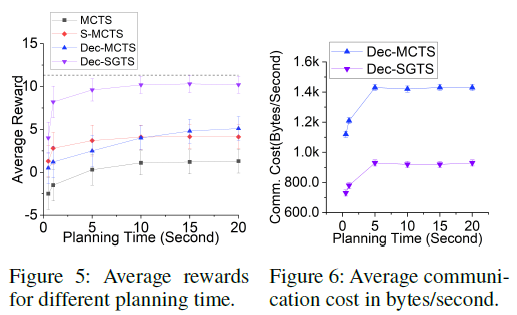 MCTS
S-MCTS
Dec-MCTS
Dec-SGTS
15
10
5
0
-5
Average Reward
0 5 10 15 20
Planning Time (Second)
Dec-MCTS
Dec-SGTS
1.6k
1.4k
1.2k
1.0k
800.0
600.0
Comm. Cost(Bytes/Second)
0 5 10 15 20
Planning Time (Second)
Figure 5: Average rewards
for different planning time.
Figure 6: Average communi-
cation cost in bytes/second.